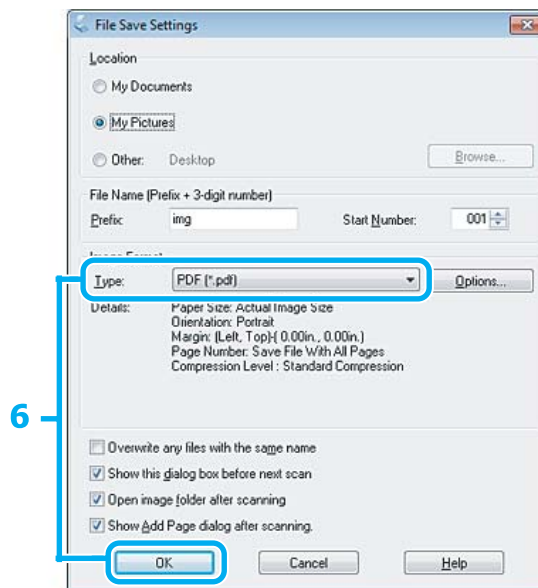 File Save Settings
Location
My Documents
My Pictures
Other: Desktop Browse...
File Name (Prefix + 3-digit number)
Prefix: img Start Number: 001
Image Format
Type: PDF (*.pdf) Options...
Details: Paper Size: Actual Image Size
Orientation: Portrait
Margin: (Left, Top)-( 0.00in., 0.00in.)
Page Number: Save File With All Pages
Compression Level : Standard Compression
6
Overwrite any files with the same name
Show this dialog box before next scan
Open image folder after scanning
Show Add Page dialog after scanning.
OK Cancel Help